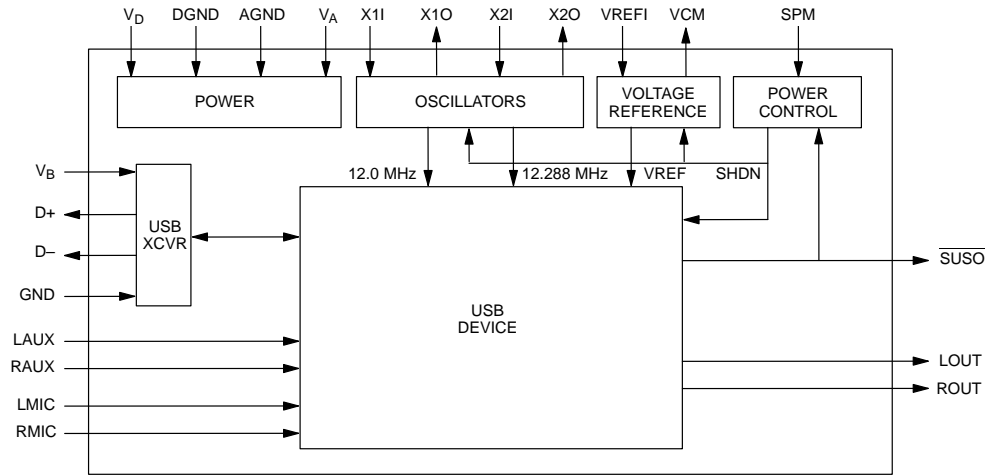 VD DGND AGND VA X1I X1O X2I X2O VREFI VCM SPM
POWER
OSCILLATORS
VOLTAGE
REFERENCE
POWER
CONTROL
12.0 MHz 12.288 MHz VREF SHDN
VB
D+
D–
GND
USB
XCVR
LAUX
RAUX
LMIC
RMIC
USB
DEVICE
SUSO
LOUT
ROUT